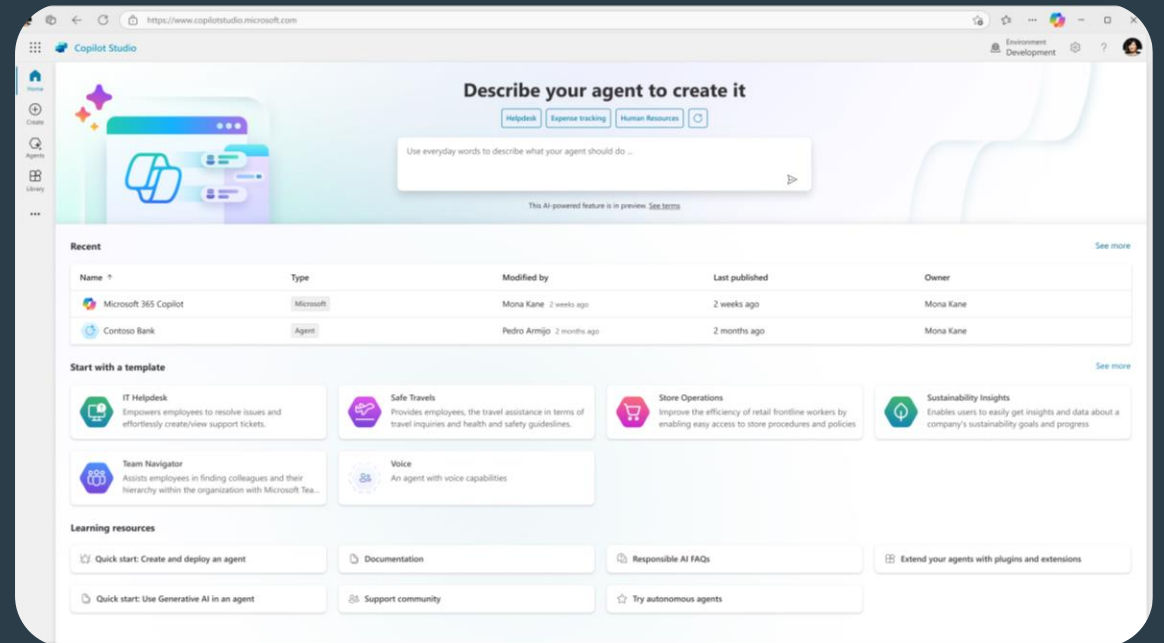 https://www.copilotstudio.microsoft.com
Copilot Studio
Environment
Development
?
Home
Create
Agents
Library
Describe your agent to create it
Helpdesk
Expense tracking
Human Resources
Use everyday words to describe what your agent should do ...
This AI-powered feature is in preview. See terms
Recent
See more
Name ↑ Type Modified by Last published Owner
Microsoft 365 Copilot Microsoft Mona Kane 2 weeks ago 2 weeks ago Mona Kane
Contoso Bank Agent Pedro Armijo 2 months ago 2 months ago Mona Kane
Start with a template
See more
IT Helpdesk
Empowers employees to resolve issues and
effortlessly create/view support tickets.
Safe Travels
Provides employees, the travel assistance in terms of
travel inquiries and health and safety guideslines.
Store Operations
Improve the efficiency of retail frontline workers by
enabling easy access to store procedures and policies
Sustainability Insights
Enables users to easily get insights and data about a
company's sustainability goals and progress
Team Navigator
Assists employees in finding colleagues and their
hierarchy within the organization with Microsoft Tea...
Voice
An agent with voice capabilities
Learning resources
Quick start: Create and deploy an agent
Documentation
Responsible AI FAQs
Extend your agents with plugins and extensions
Quick start: Use Generative AI in an agent
Support community
Try autonomous agents